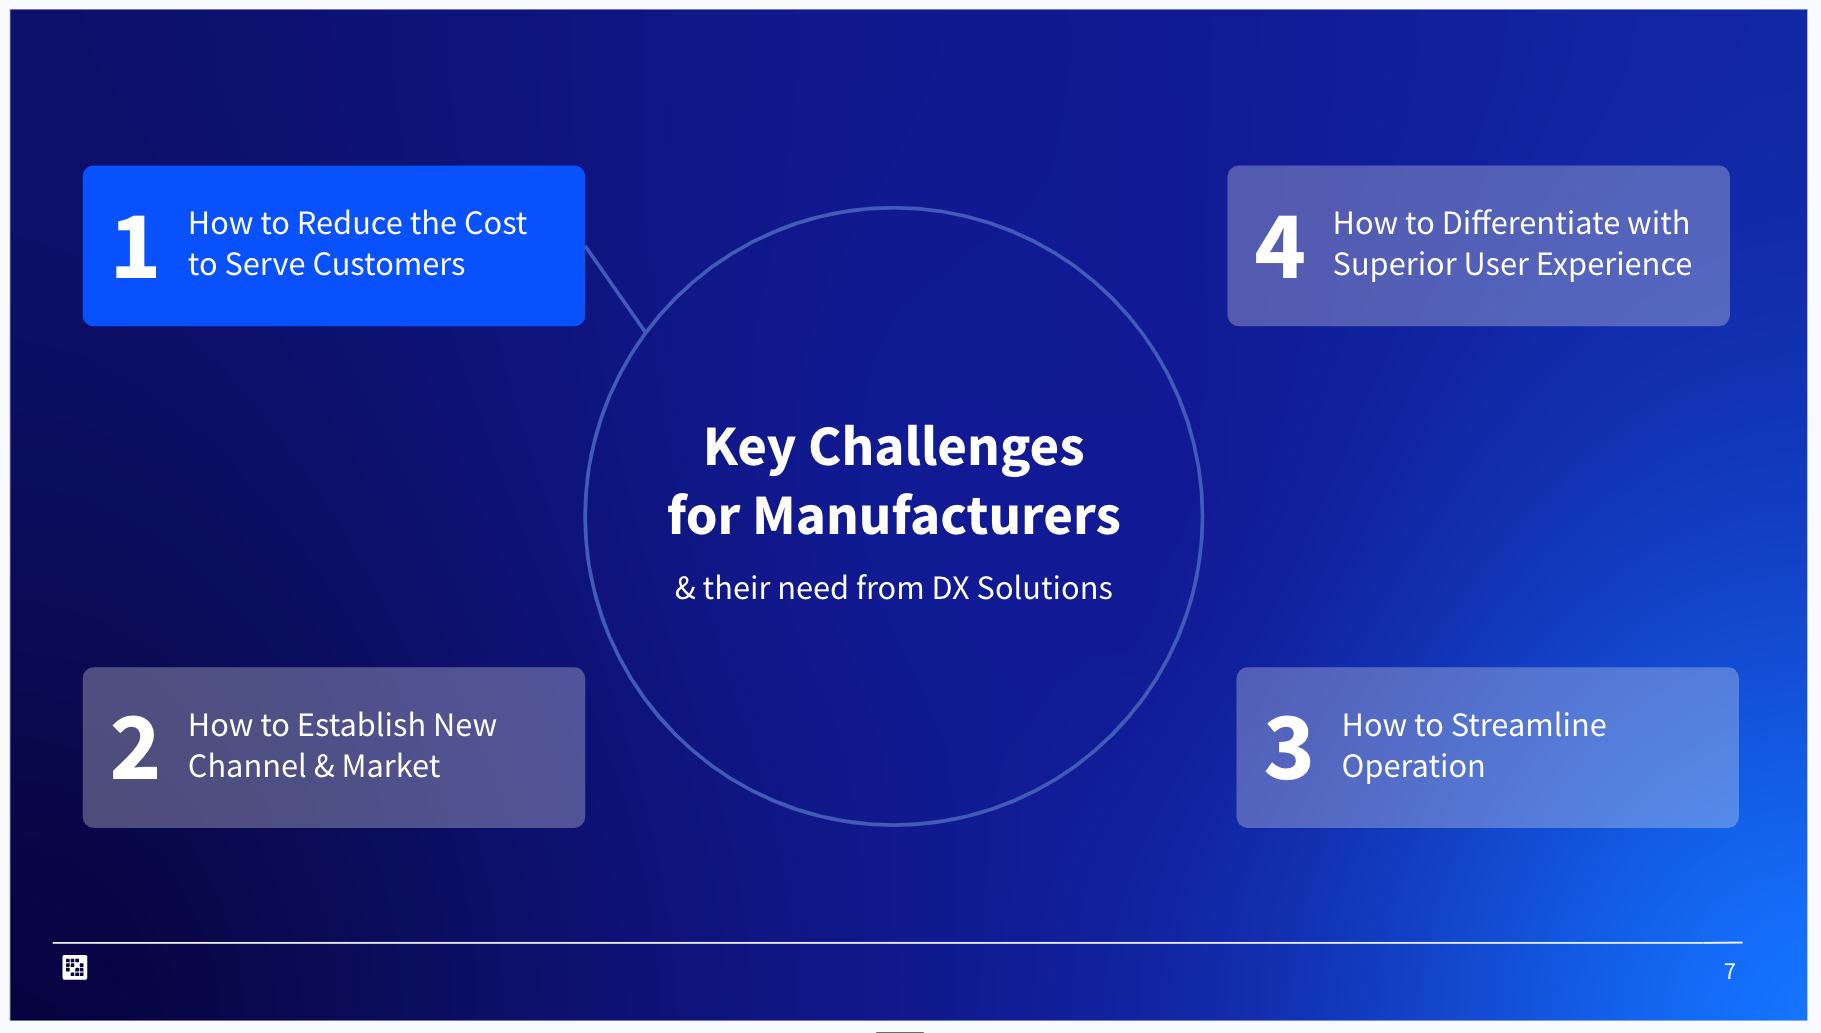 1
How to Reduce the Cost
to Serve Customers
4
How to Differentiate with
Superior User Experience
Key Challenges
for Manufacturers
& their need from DX Solutions
2
How to Establish New
Channel & Market
3
How to Streamline
Operation
7